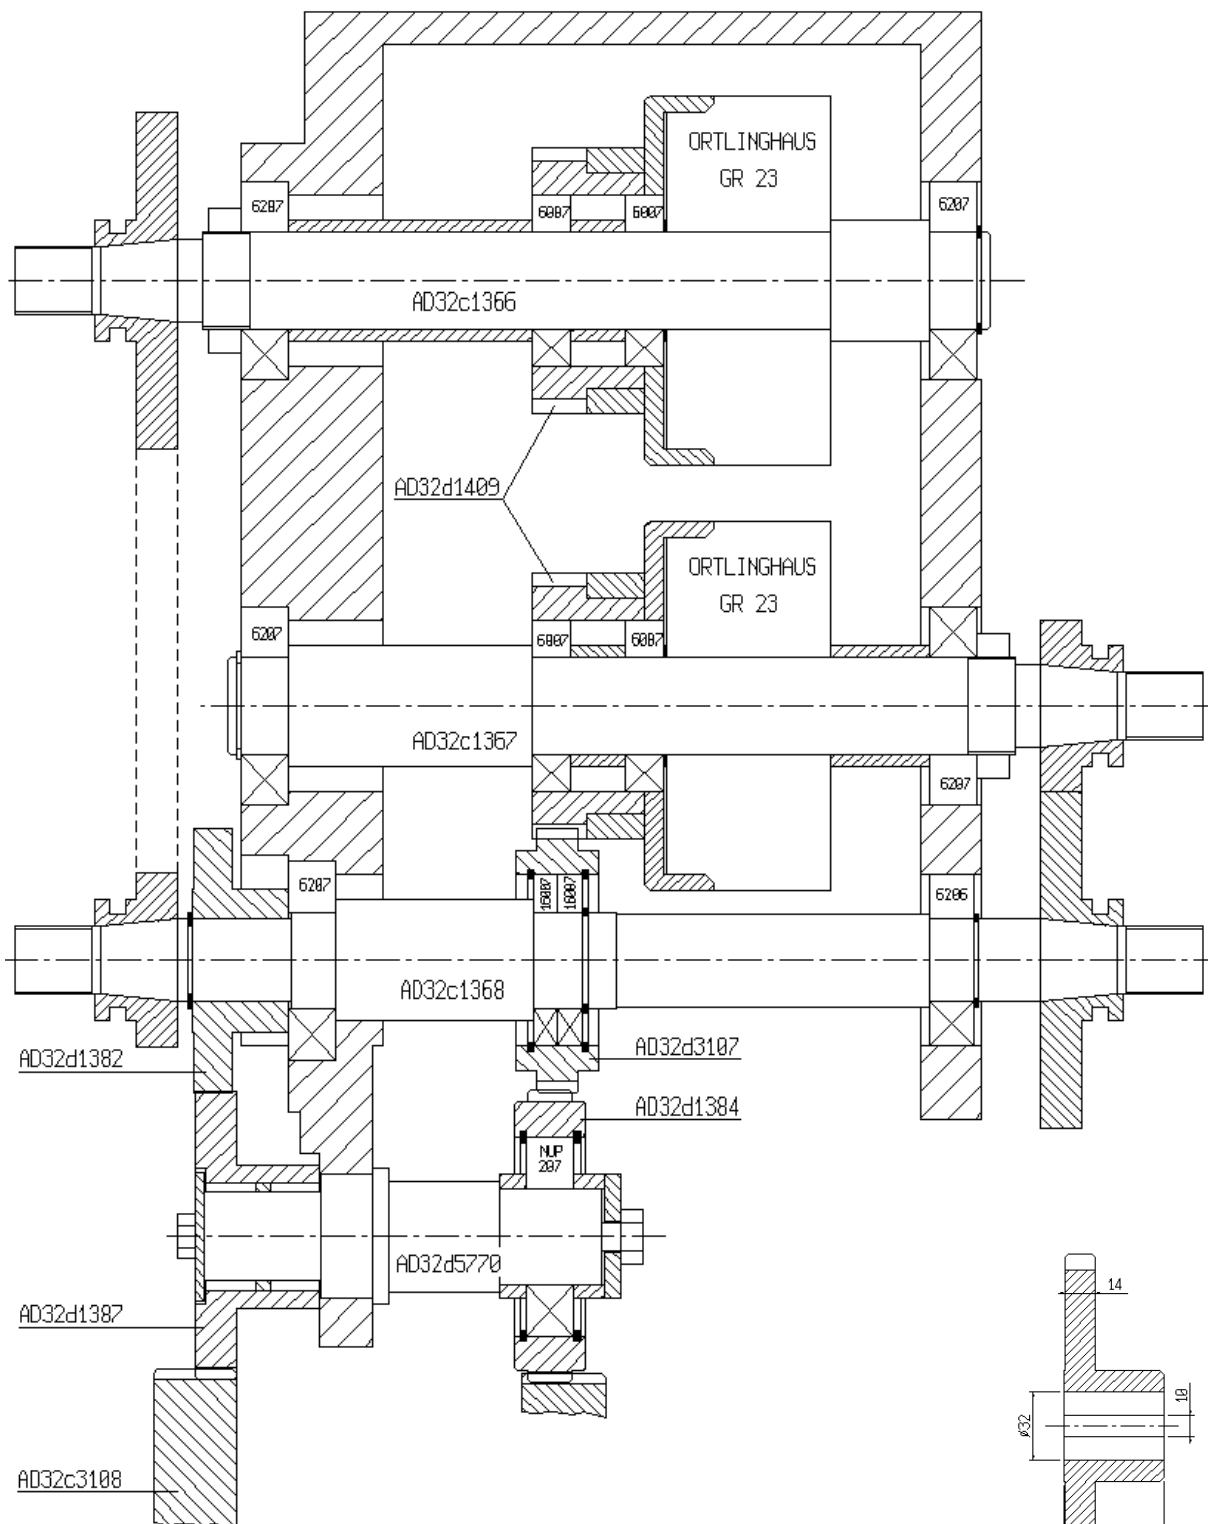 ORTLINGHAUS
GR 23
6207
6007
6007
6207
AD32c1366
AD32d1409
ORTLINGHAUS
GR 23
6207
6007
6007
AD32c1367
6207
6207
16007
16007
6206
AD32c1368
AD32d1382
AD32d3107
AD32d1384
NUP
207
AD32d5770
AD32d1387
AD32c3108
14
ø32
10